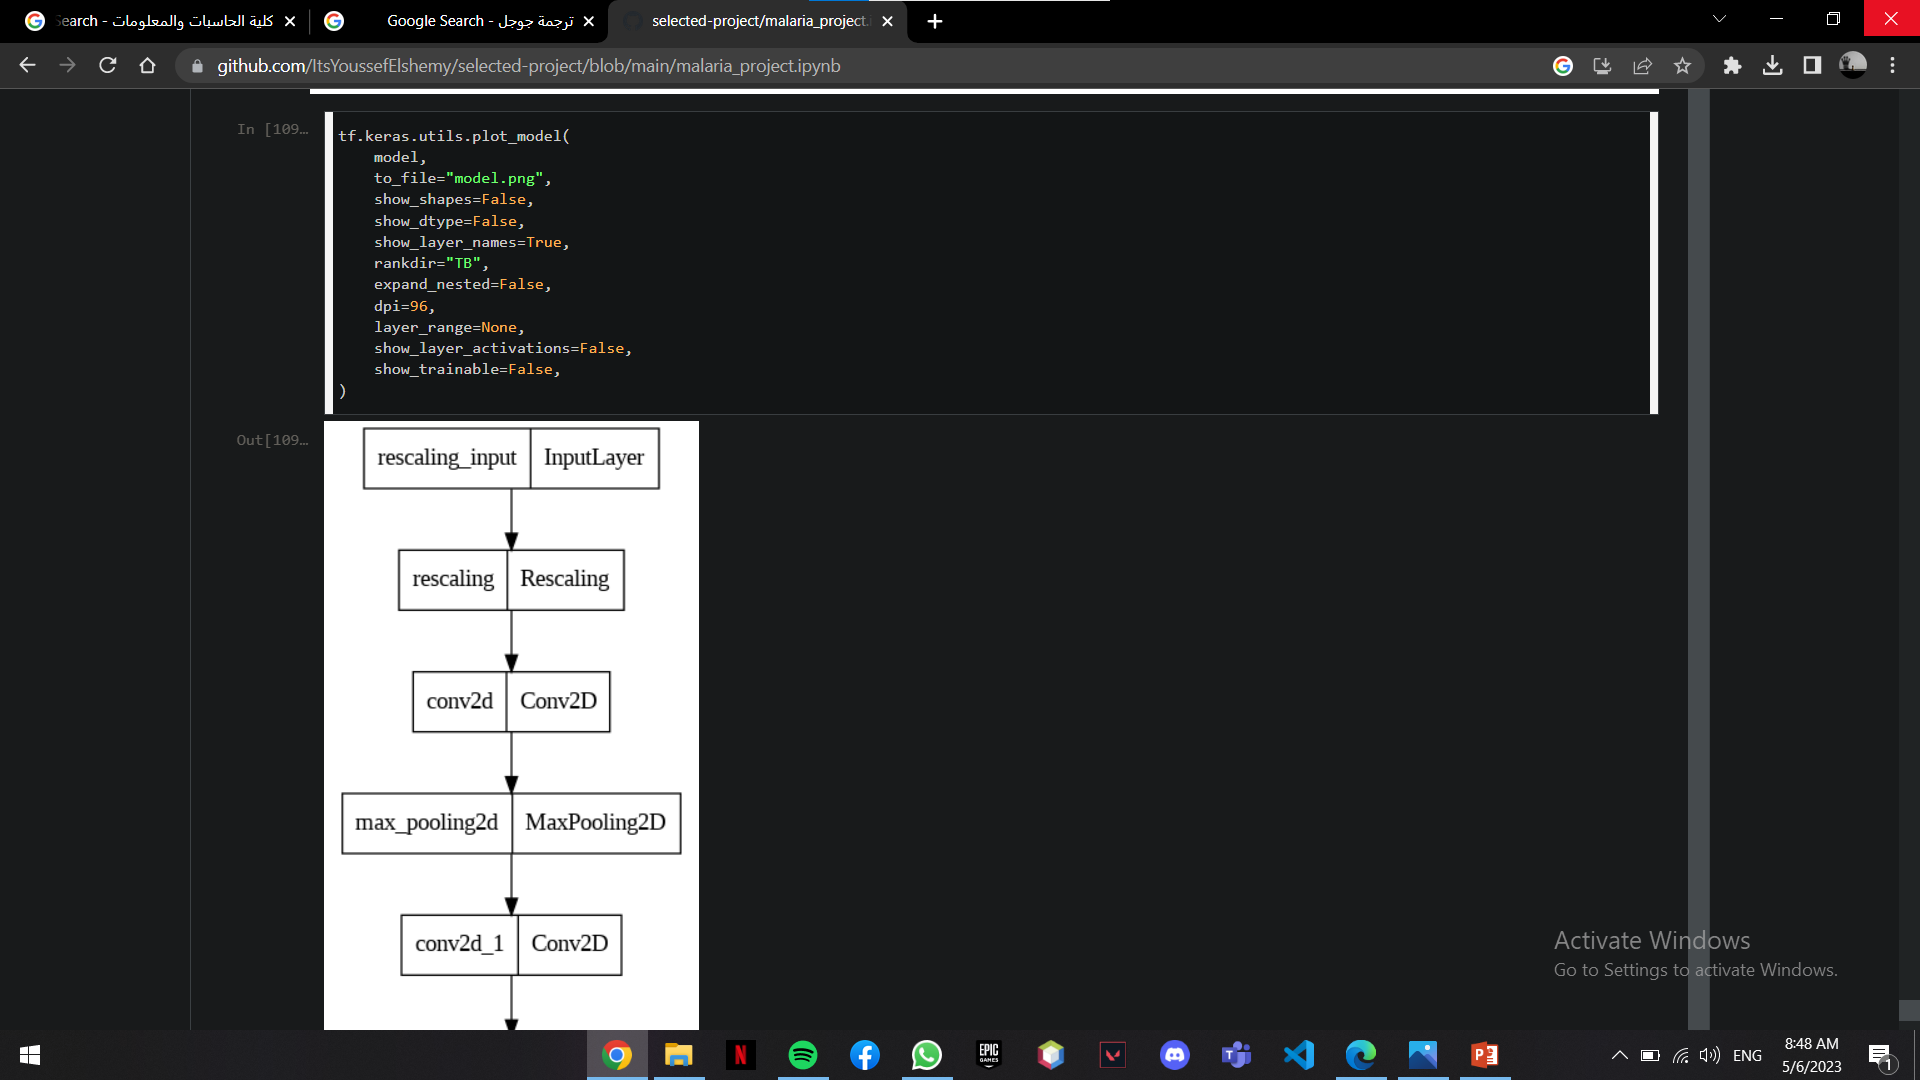 Search - كلية الحاسبات والمعلومات
Google Search - ترجمة جوجل
selected-project/malaria_project.i
github.com/ItsYoussefElshemy/selected-project/blob/main/malaria_project.ipynb
In [109…
tf.keras.utils.plot_model(
    model,
    to_file="model.png",
    show_shapes=False,
    show_dtype=False,
    show_layer_names=True,
    rankdir="TB",
    expand_nested=False,
    dpi=96,
    layer_range=None,
    show_layer_activations=False,
    show_trainable=False,
)
Out[109…
rescaling_input InputLayer
rescaling Rescaling
conv2d Conv2D
max_pooling2d MaxPooling2D
conv2d_1 Conv2D
Activate Windows
Go to Settings to activate Windows.
N
EPIC
GAMES
T
P
ENG
8:48 AM
5/6/2023
1